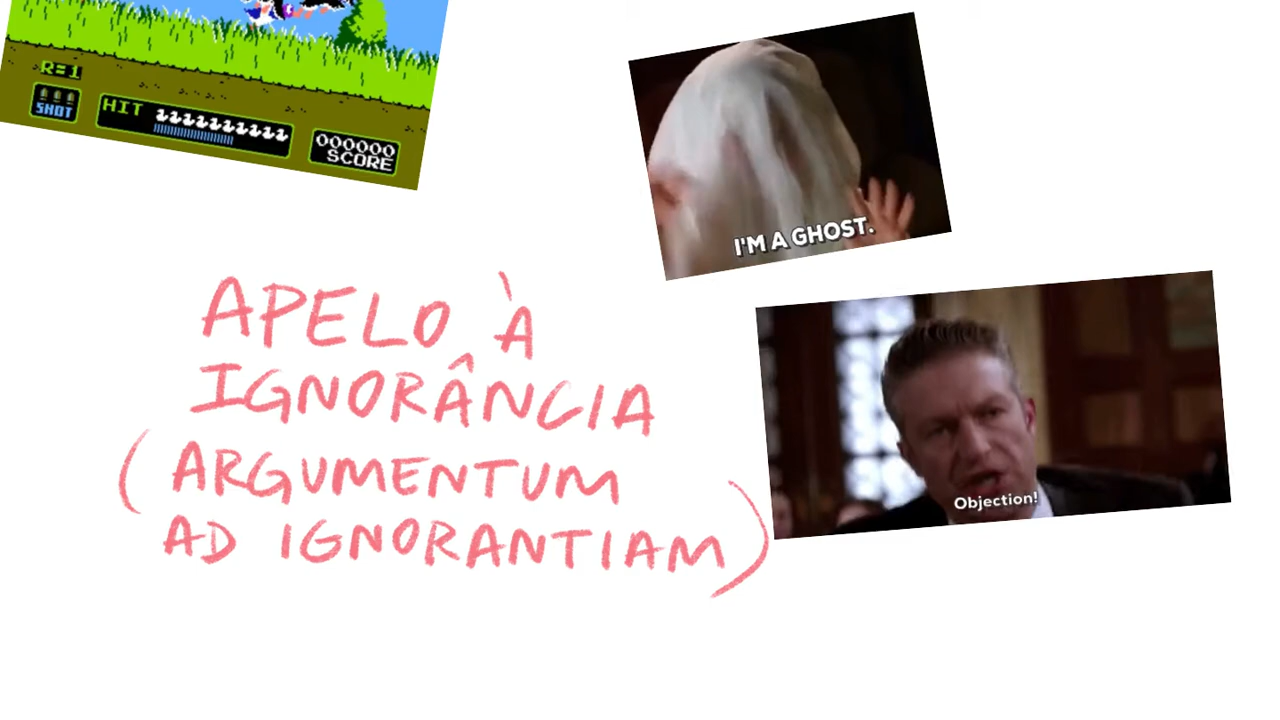 R=1
SHOT
HIT
000000
SCORE
I'M A GHOST.
APELO À
IGNORÂNCIA
(ARGUMENTUM
AD IGNORANTIAM)
Objection!